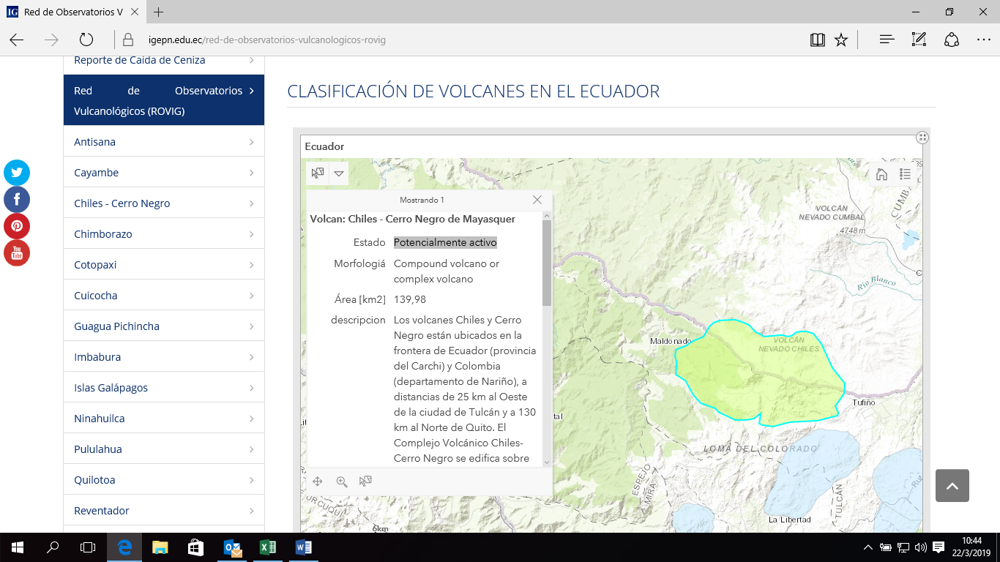 Red de Observatorios V
igepn.edu.ec/red-de-observatorios-vulcanologicos-rovig
Reporte de Caída de Ceniza
Red de Observatorios
Vulcanológicos (ROVIG)
Antisana
Cayambe
Chiles - Cerro Negro
Chimborazo
Cotopaxi
Cuicocha
Guagua Pichincha
Imbabura
Islas Galápagos
Ninahuilca
Pululahua
Quilotoa
Reventador
CLASIFICACIÓN DE VOLCANES EN EL ECUADOR
Ecuador
Mostrando 1
Volcan: Chiles - Cerro Negro de Mayasquer
Estado Potencialmente activo
Morfologiá Compound volcano or
complex volcano
Área [km2] 139,98
descripcion Los volcanes Chiles y Cerro
Negro están ubicados en la
frontera de Ecuador (provincia
del Carchi) y Colombia
(departamento de Nariño), a
distancias de 25 km al Oeste
de la ciudad de Tulcán y a 130
km al Norte de Quito. El
Complejo Volcánico Chiles-
Cerro Negro se edifica sobre
VOLCÁN
NEVADO CUMBAL
4748 m
CUMBA
Rio Blanco
Maldonado
VOLCÁN
NEVADO CHILES
Tufiño
LOMA DEL COLORADO
ESPEJO
MIRA
TULCÁN
La Libertad
URCUQUI
6km
You
Tube
10:44
22/3/2019